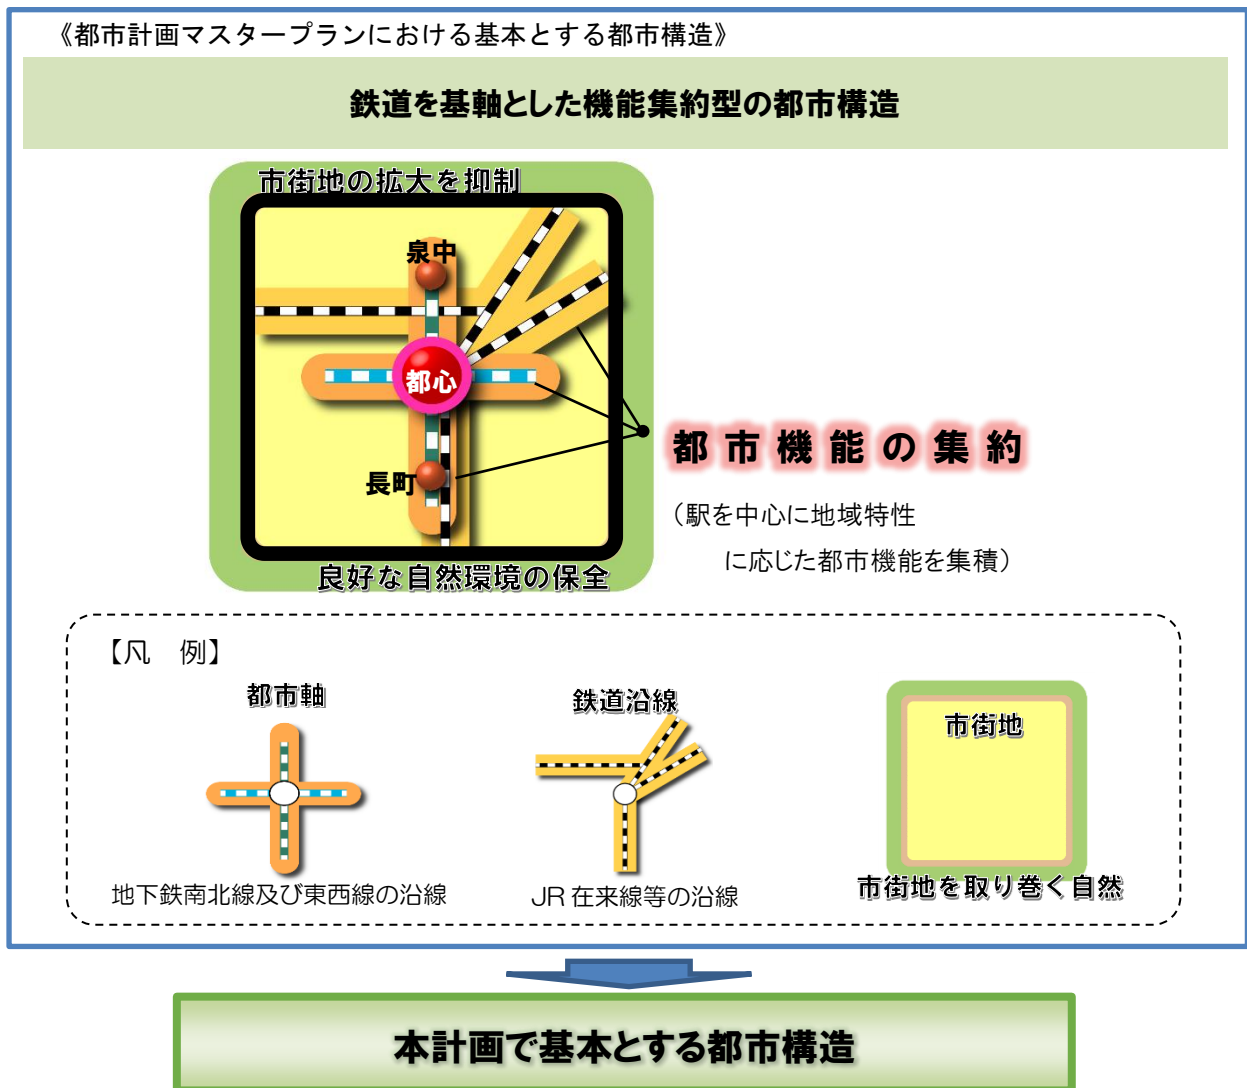 《都市計画マスタープランにおける基本とする都市構造》
鉄道を基軸とした機能集約型の都市構造
市街地の拡大を抑制
泉中
都心
長町
良好な自然環境の保全
都市機能の集約
（駅を中心に地域特性
に応じた都市機能を集積）
【凡　例】
都市軸
地下鉄南北線及び東西線の沿線
鉄道沿線
JR在来線等の沿線
市街地
市街地を取り巻く自然
本計画で基本とする都市構造